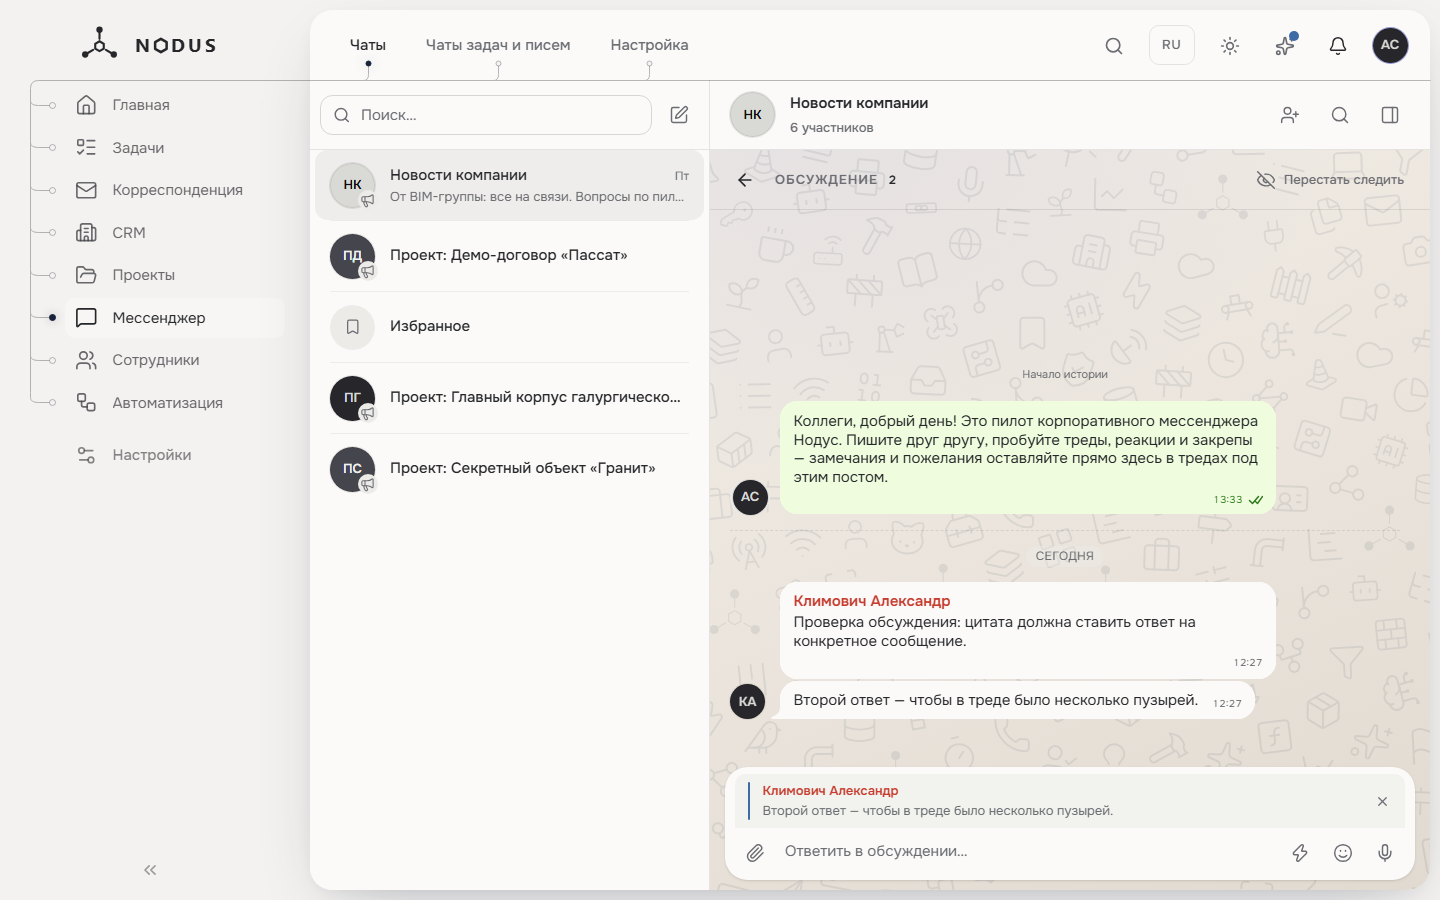 NODUS
Чаты
Чаты задач и писем
Настройка
RU
АС
Главная
Задачи
Корреспонденция
CRM
Проекты
Мессенджер
Сотрудники
Автоматизация
Настройки
Поиск...
НК
Новости компании
Пт
От BIM-группы: все на связи. Вопросы по пил...
ПД
Проект: Демо-договор «Пассат»
Избранное
ПГ
Проект: Главный корпус галургическо...
ПС
Проект: Секретный объект «Гранит»
НК
Новости компании
6 участников
ОБСУЖДЕНИЕ 2
Перестать следить
Начало истории
Коллеги, добрый день! Это пилот корпоративного мессенджера
Нодус. Пишите друг другу, пробуйте треды, реакции и закрепы
— замечания и пожелания оставляйте прямо здесь в тредах под
этим постом.
13:33
АС
СЕГОДНЯ
Климович Александр
Проверка обсуждения: цитата должна ставить ответ на
конкретное сообщение.
12:27
КА
Второй ответ — чтобы в треде было несколько пузырей. 12:27
Климович Александр
Второй ответ — чтобы в треде было несколько пузырей.
Ответить в обсуждении...